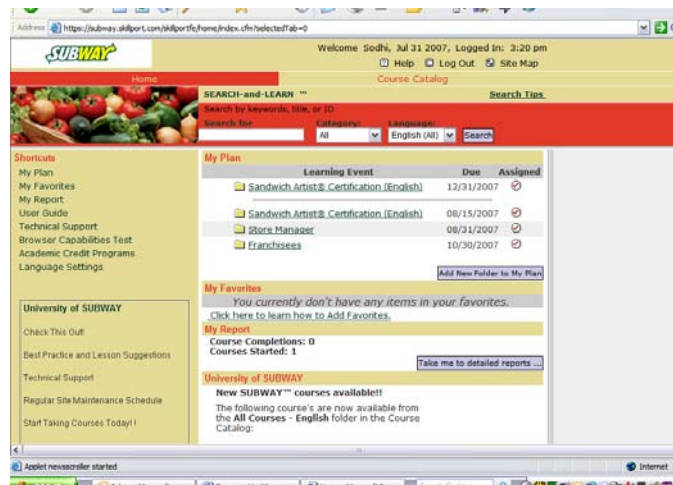 Address https://subway.skillport.com/skillportfe/home/index.cfm?selectedTab=0
SUBWAY
Welcome Sodhi, Jul 31 2007, Logged In: 3:20 pm
Help Log Out Site Map
Home Course Catalog
SEARCH-and-LEARN ™ Search Tips
Search by keywords, title, or ID
Search for Category: Language:
All English (All) Search
Shortcuts
My Plan
My Favorites
My Report
User Guide
Technical Support
Browser Capabilities Test
Academic Credit Programs
Language Settings
University of SUBWAY
Check This Out!
Best Practice and Lesson Suggestions
Technical Support
Regular Site Maintenance Schedule
Start Taking Courses Today!!
My Plan
Learning Event Due Assigned
Sandwich Artist® Certification (English) 12/31/2007
Sandwich Artist® Certification (English) 08/15/2007
Store Manager 08/31/2007
Franchisees 10/30/2007
Add New Folder to My Plan
My Favorites
You currently don't have any items in your favorites.
Click here to learn how to Add Favorites.
My Report
Course Completions: 0
Courses Started: 1
Take me to detailed reports ...
University of SUBWAY
New SUBWAY™ courses available!!
The following course's are now available from
the All Courses - English folder in the Course
Catalog:
Applet newsscroller started Internet